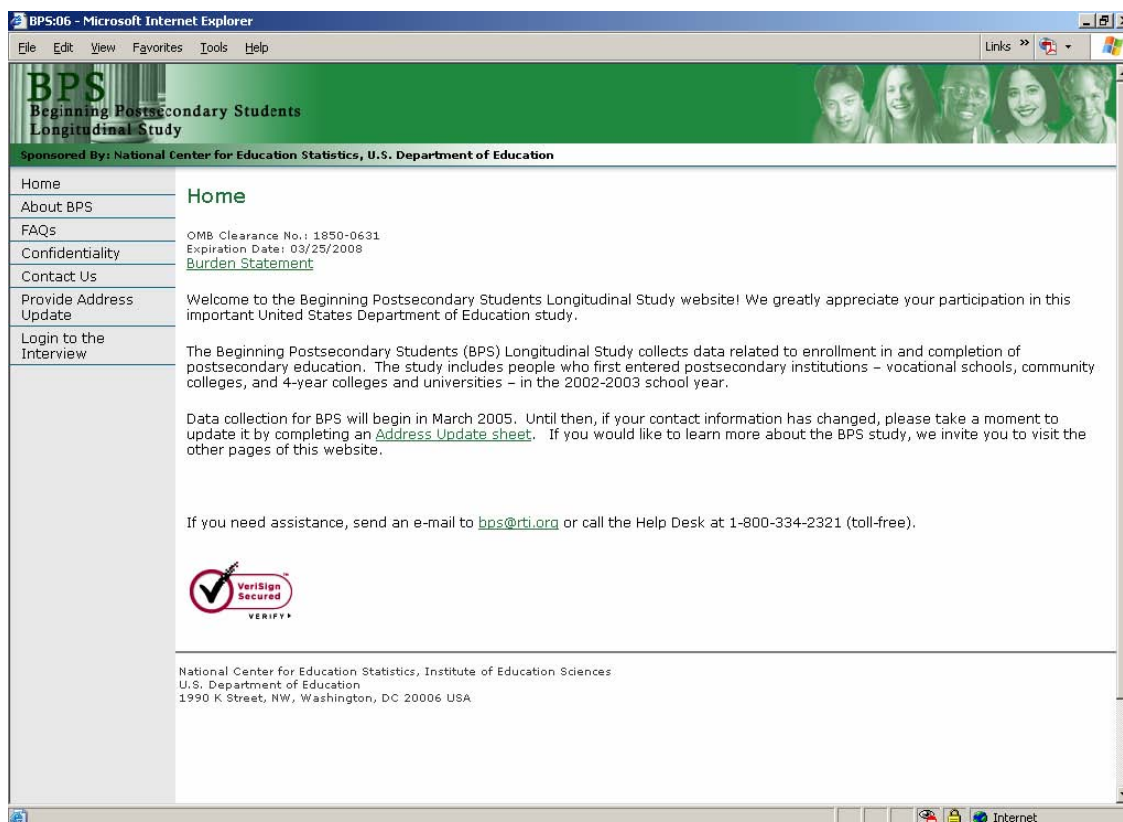 BPS:06 - Microsoft Internet Explorer
File Edit View Favorites Tools Help
Links »
BPS
Beginning Postsecondary Students
Longitudinal Study
Sponsored By: National Center for Education Statistics, U.S. Department of Education
Home
About BPS
FAQs
Confidentiality
Contact Us
Provide Address
Update
Login to the
Interview
Home
OMB Clearance No.: 1850-0631
Expiration Date: 03/25/2008
Burden Statement
Welcome to the Beginning Postsecondary Students Longitudinal Study website! We greatly appreciate your participation in this
important United States Department of Education study.
The Beginning Postsecondary Students (BPS) Longitudinal Study collects data related to enrollment in and completion of
postsecondary education.  The study includes people who first entered postsecondary institutions – vocational schools, community
colleges, and 4-year colleges and universities – in the 2002-2003 school year.
Data collection for BPS will begin in March 2005.  Until then, if your contact information has changed, please take a moment to
update it by completing an Address Update sheet.  If you would like to learn more about the BPS study, we invite you to visit the
other pages of this website.
If you need assistance, send an e-mail to bps@rti.org or call the Help Desk at 1-800-334-2321 (toll-free).
VeriSign™
Secured
VERIFY
National Center for Education Statistics, Institute of Education Sciences
U.S. Department of Education
1990 K Street, NW, Washington, DC 20006 USA
Internet